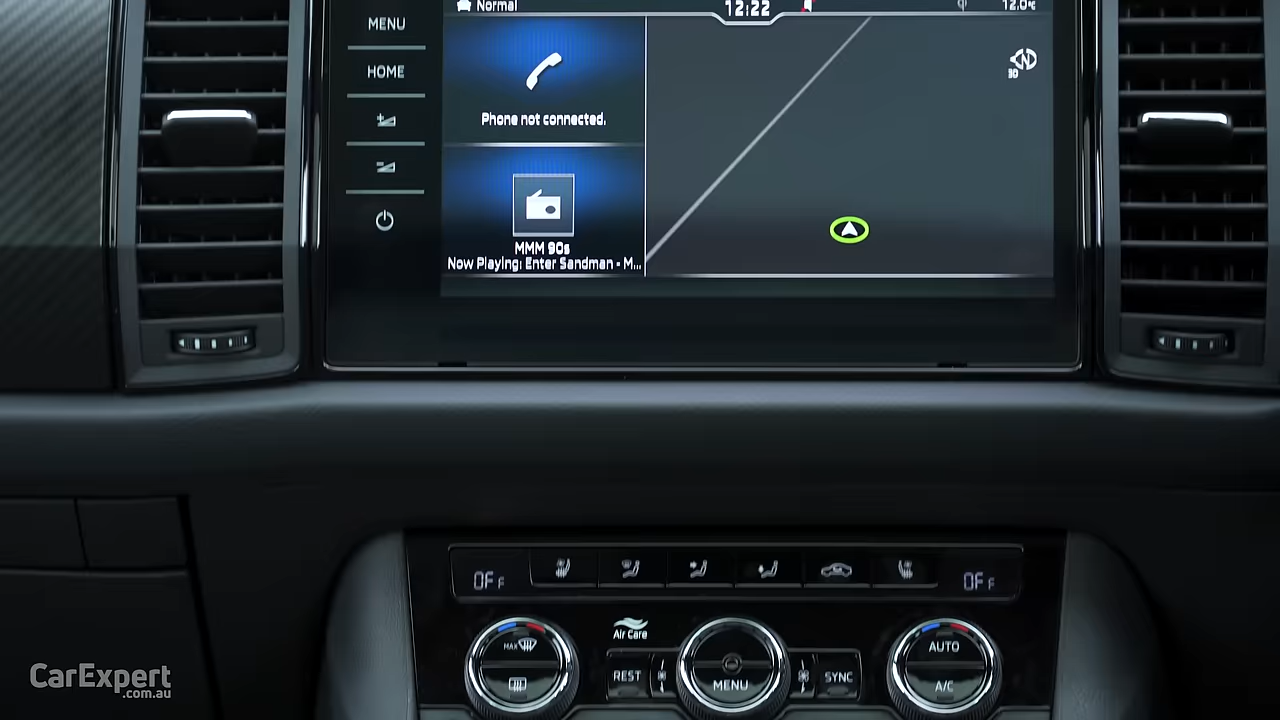 Normal
12:22
12.0
MENU
HOME
Phone not connected.
3D
N
MMM 90s
Now Playing: Enter Sandman - M...
OFF
OFF
Air Care
MAX
REST
MENU
SYNC
AUTO
A/C
CarExpert
.com.au